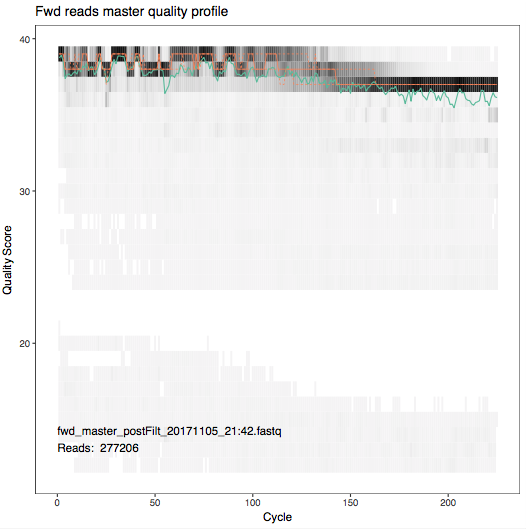 Fwd reads master quality profile
40
30
20
Quality Score
fwd_master_postFilt_20171105_21:42.fastq
Reads: 277206
0
50
100
150
200
Cycle